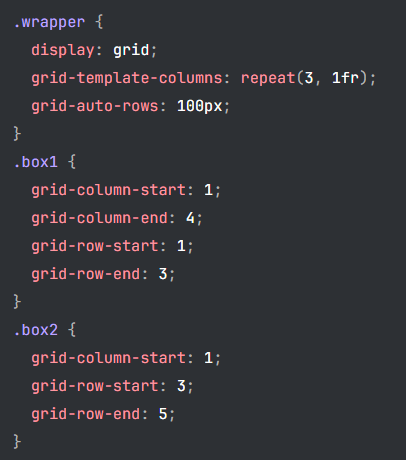 .wrapper {
  display: grid;
  grid-template-columns: repeat(3, 1fr);
  grid-auto-rows: 100px;
}
.box1 {
  grid-column-start: 1;
  grid-column-end: 4;
  grid-row-start: 1;
  grid-row-end: 3;
}
.box2 {
  grid-column-start: 1;
  grid-row-start: 3;
  grid-row-end: 5;
}